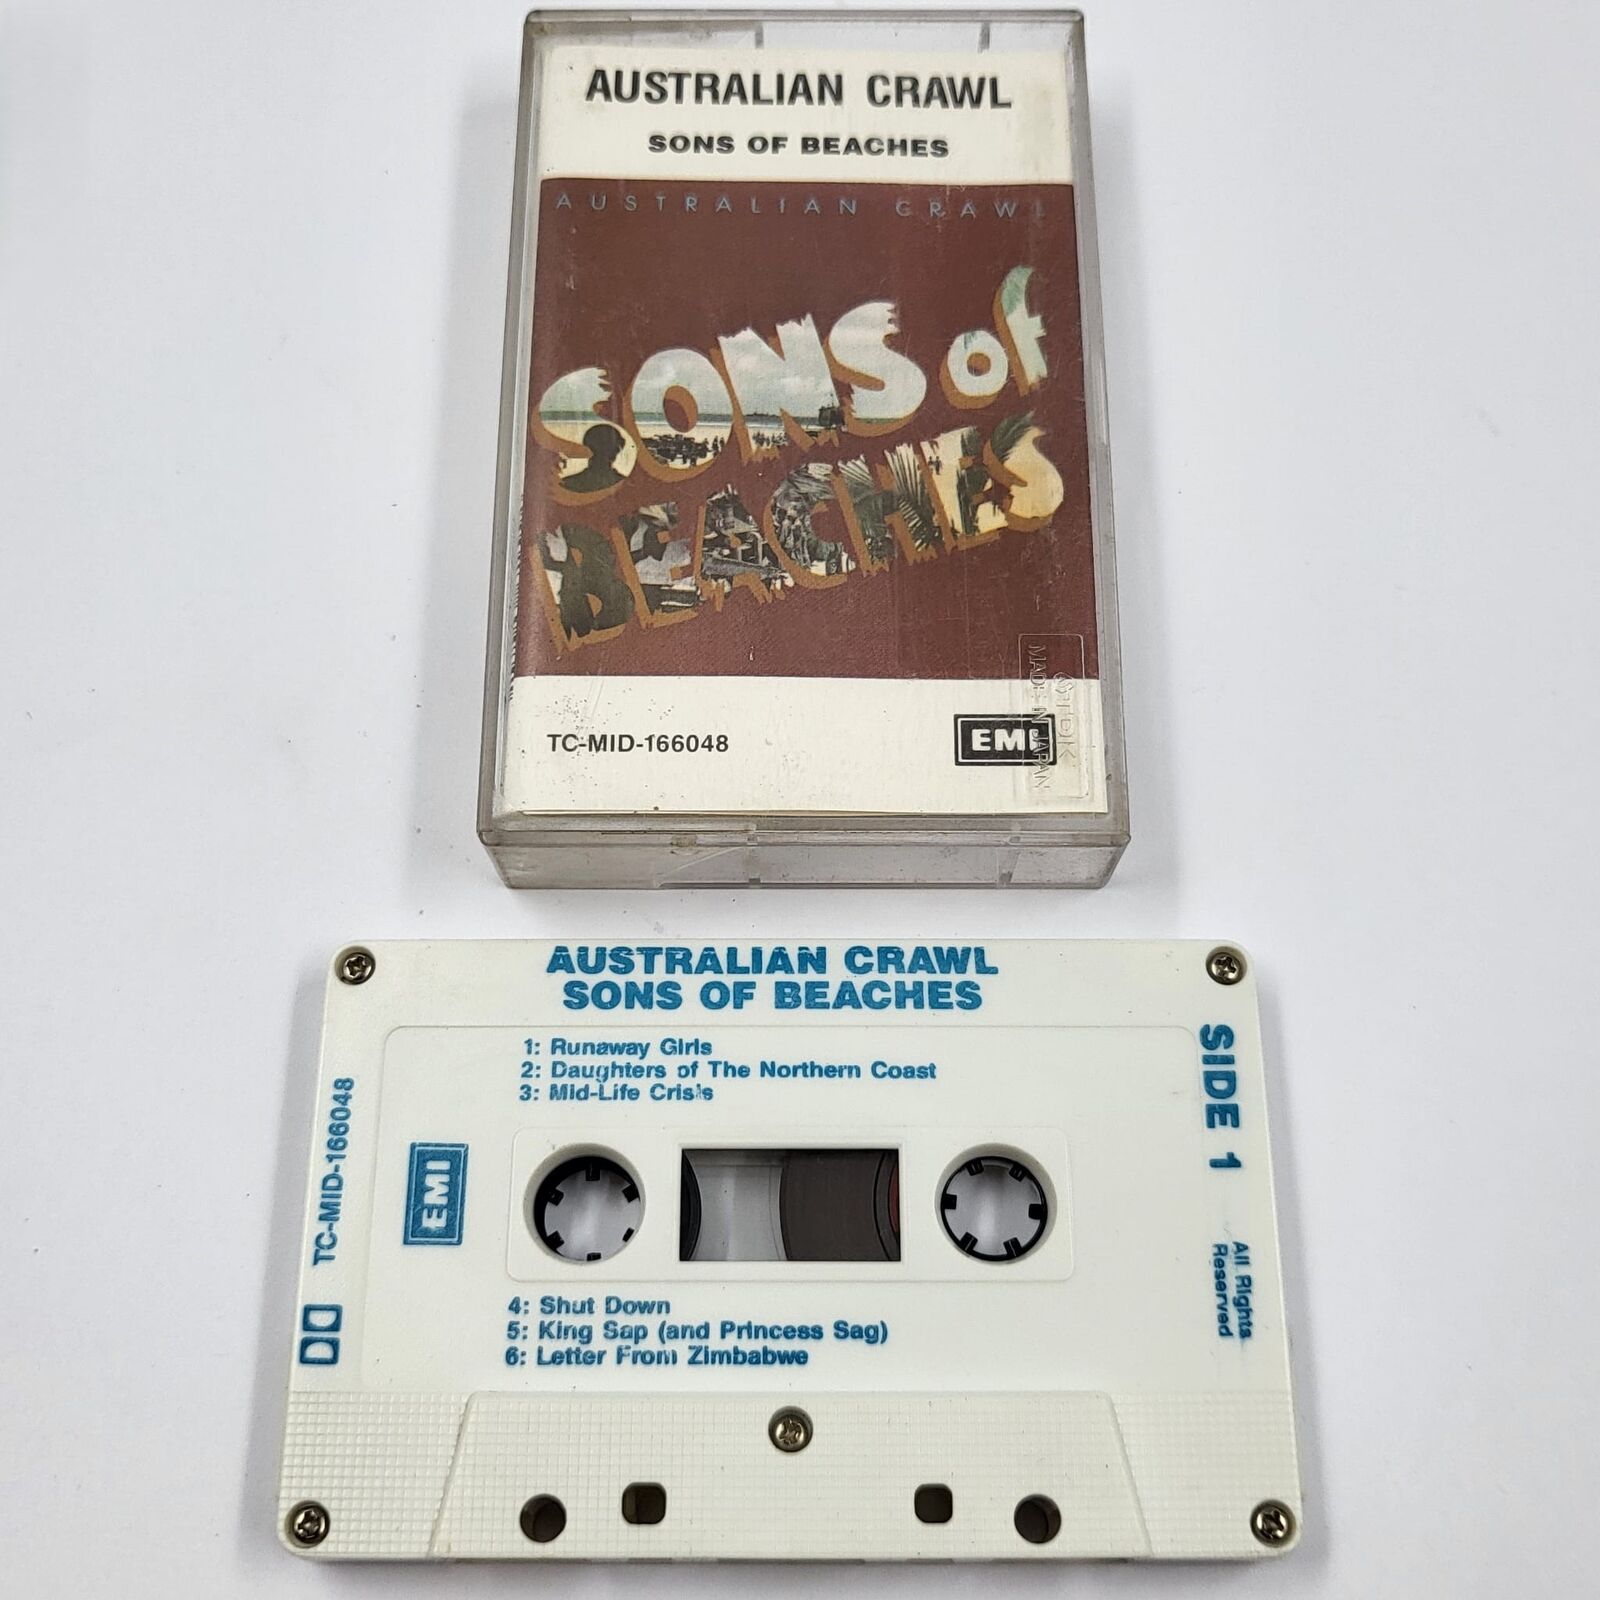 AUSTRALIAN CRAWL
SONS OF BEACHES
AUSTRALIAN CRAWL
SONS of
BEACHES
TC-MID-166048
EMI
TDK
MADE IN JAPAN
AUSTRALIAN CRAWL
SONS OF BEACHES
1: Runaway Girls
2: Daughters of The Northern Coast
3: Mid-Life Crisis
SIDE 1
TC-MID-166048
EMI
All Rights
Reserved
4: Shut Down
5: King Sap (and Princess Sag)
6: Letter From Zimbabwe